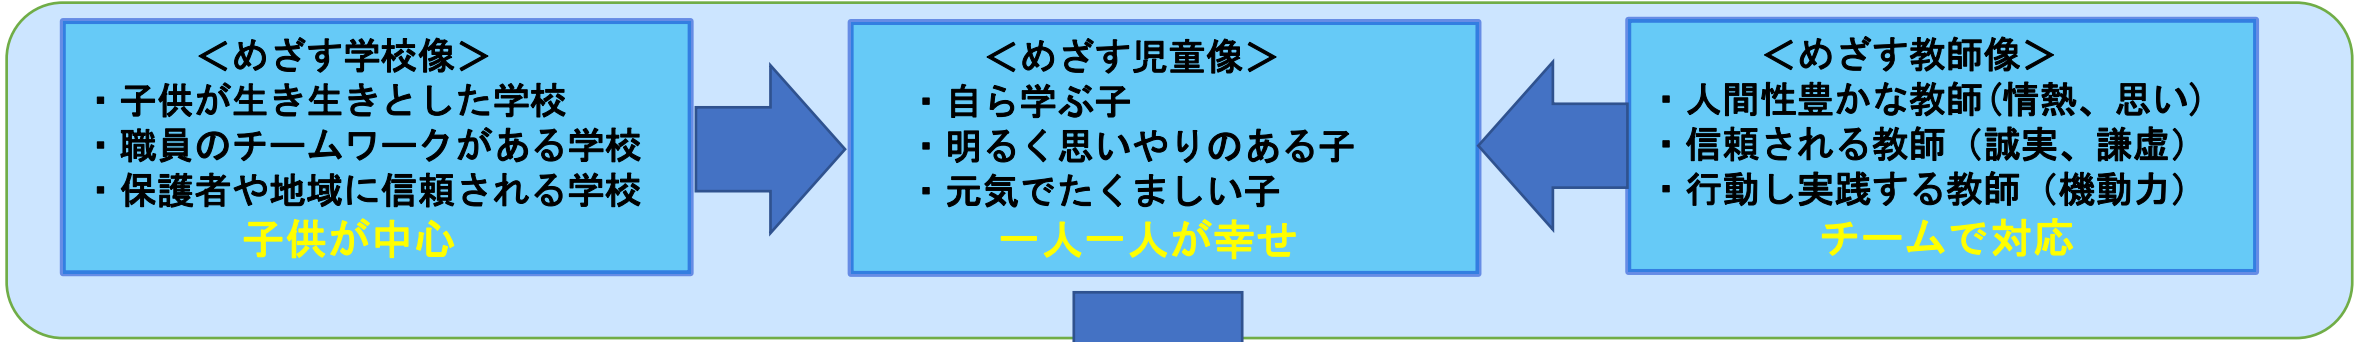 ＜めざす学校像＞
・子供が生き生きとした学校
・職員のチームワークがある学校
・保護者や地域に信頼される学校
子供が中心
＜めざす児童像＞
・自ら学ぶ子
・明るく思いやりのある子
・元気でたくましい子
一人一人が幸せ
＜めざす教師像＞
・人間性豊かな教師(情熱、思い)
・信頼される教師（誠実、謙虚）
・行動し実践する教師（機動力）
チームで対応